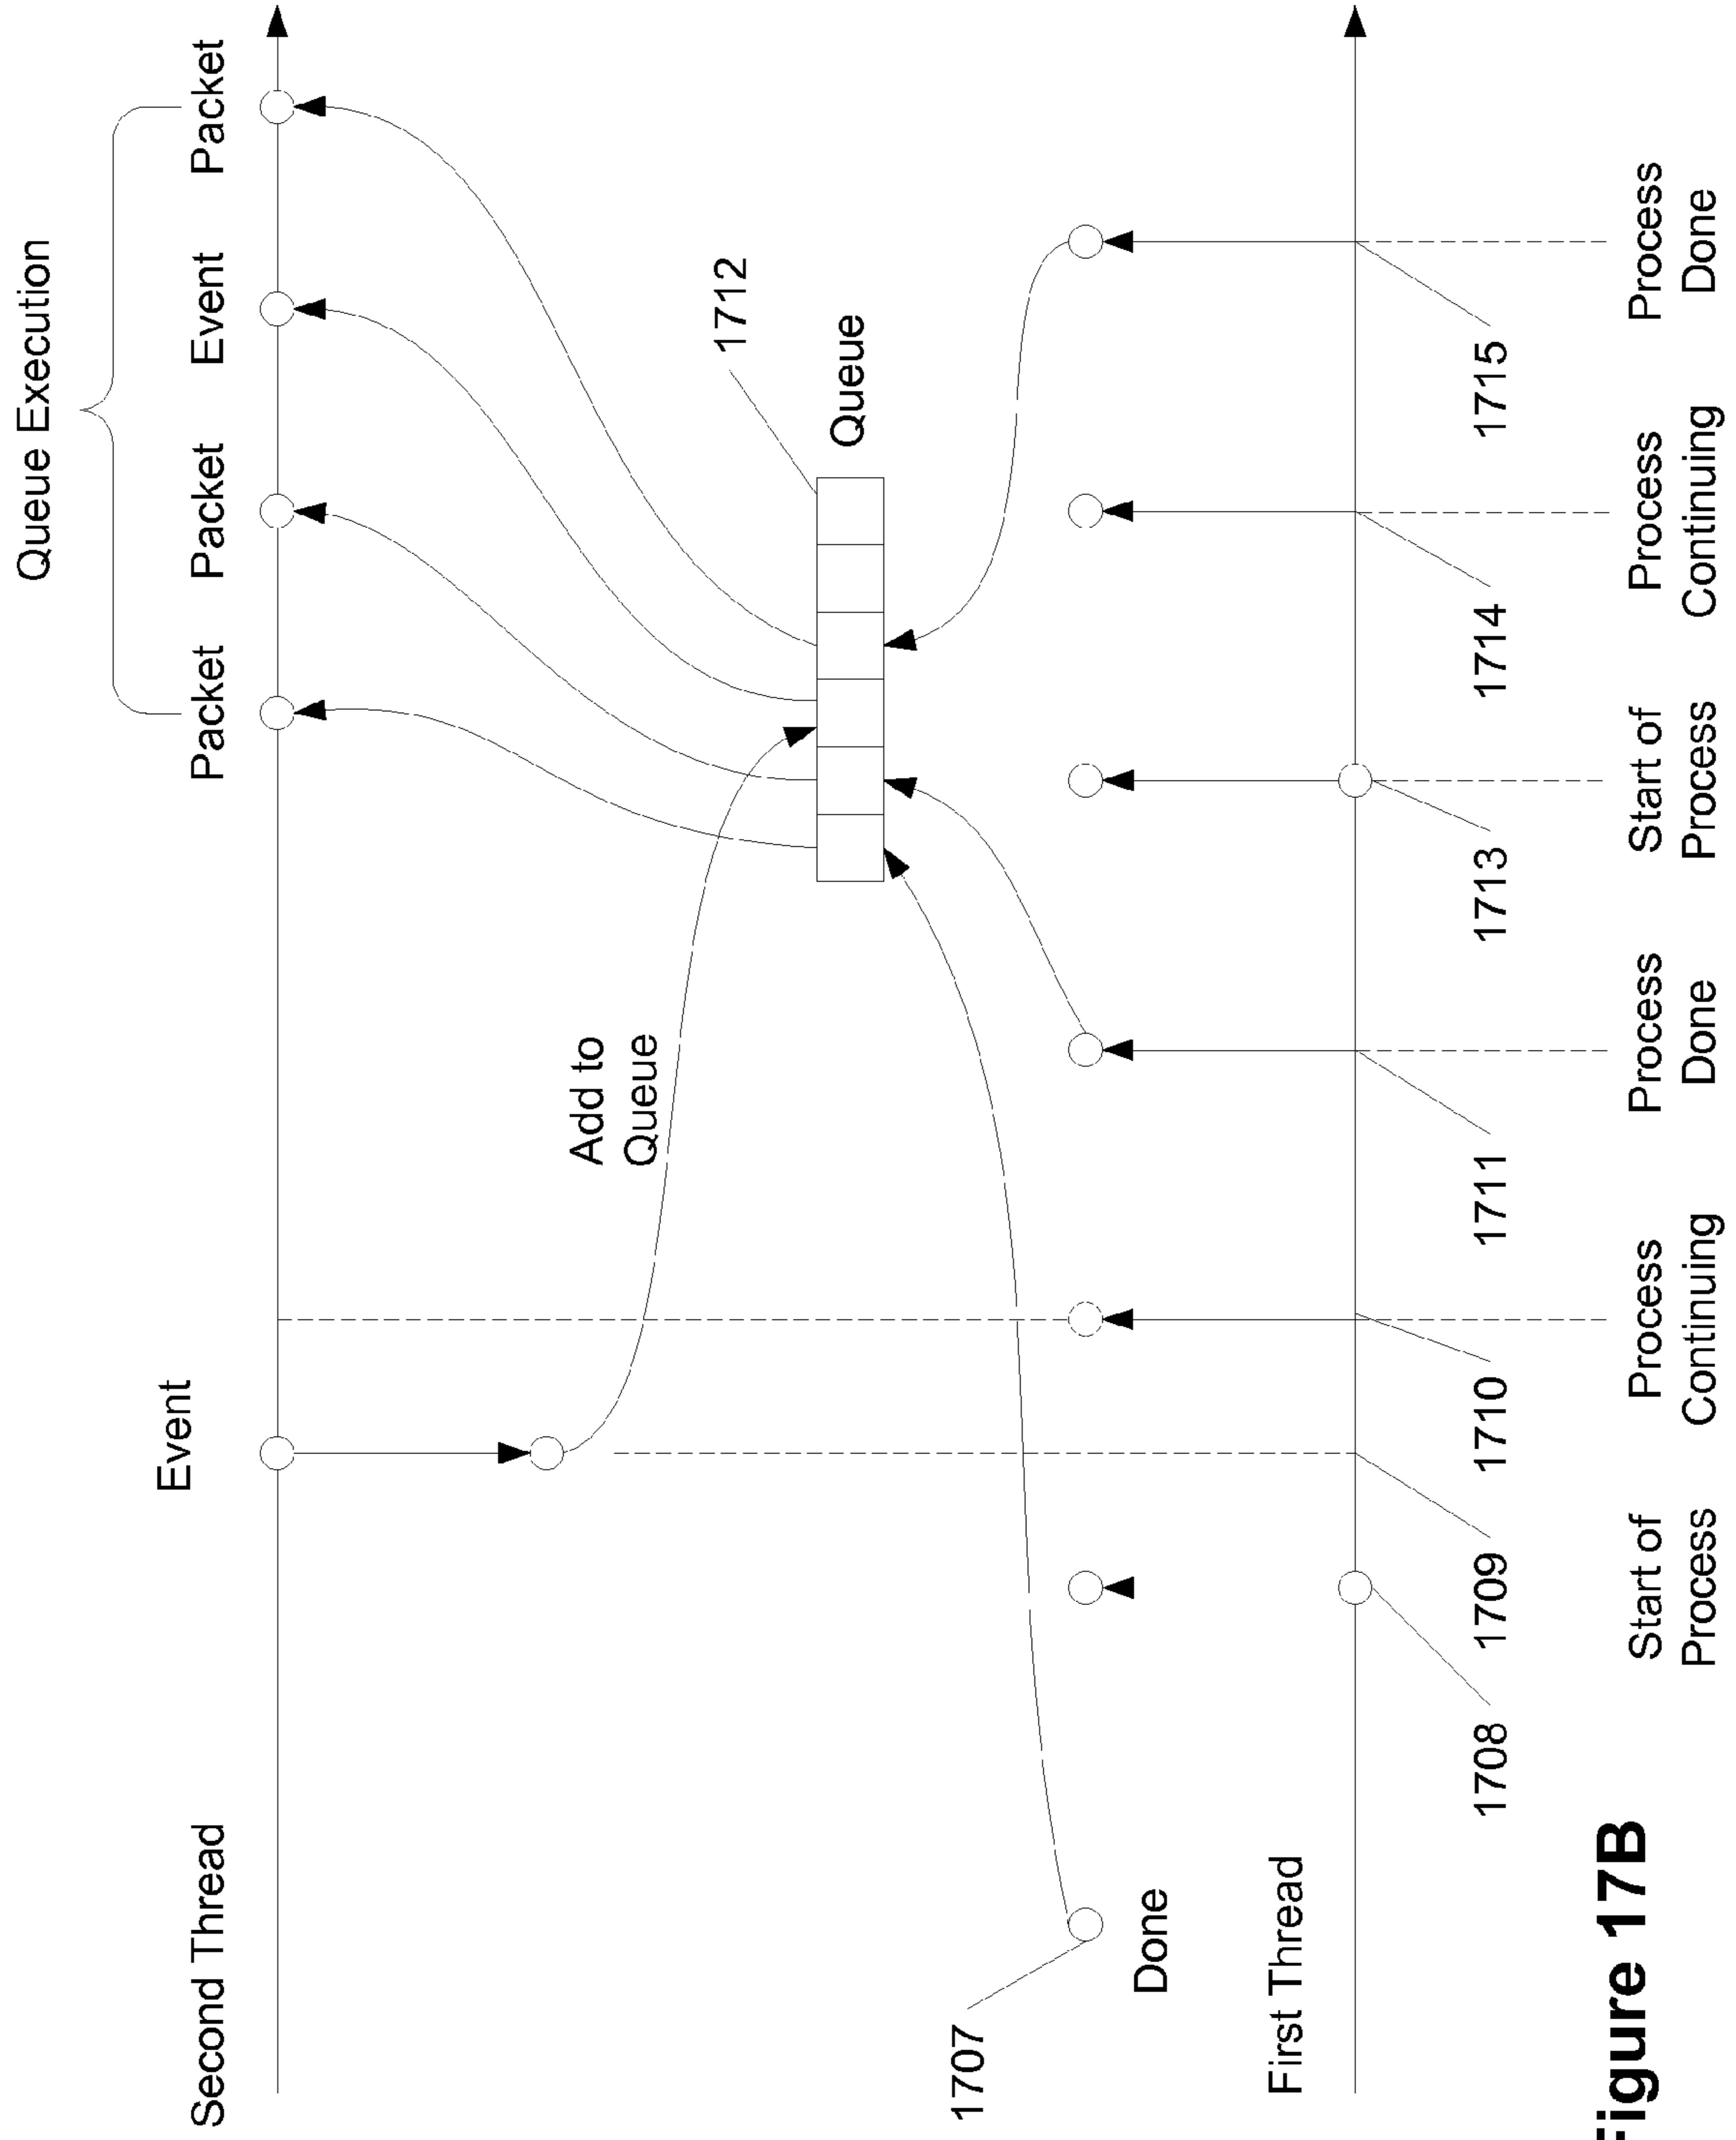 Queue Execution
Second Thread
Event
Packet
Packet
Event
Packet
Add to
Queue
1712
Queue
1707
Done
First Thread
1708
1709
1710
1711
1713
1714
1715
Start of
Process
Process
Continuing
Process
Done
Start of
Process
Process
Continuing
Process
Done
igure 17B